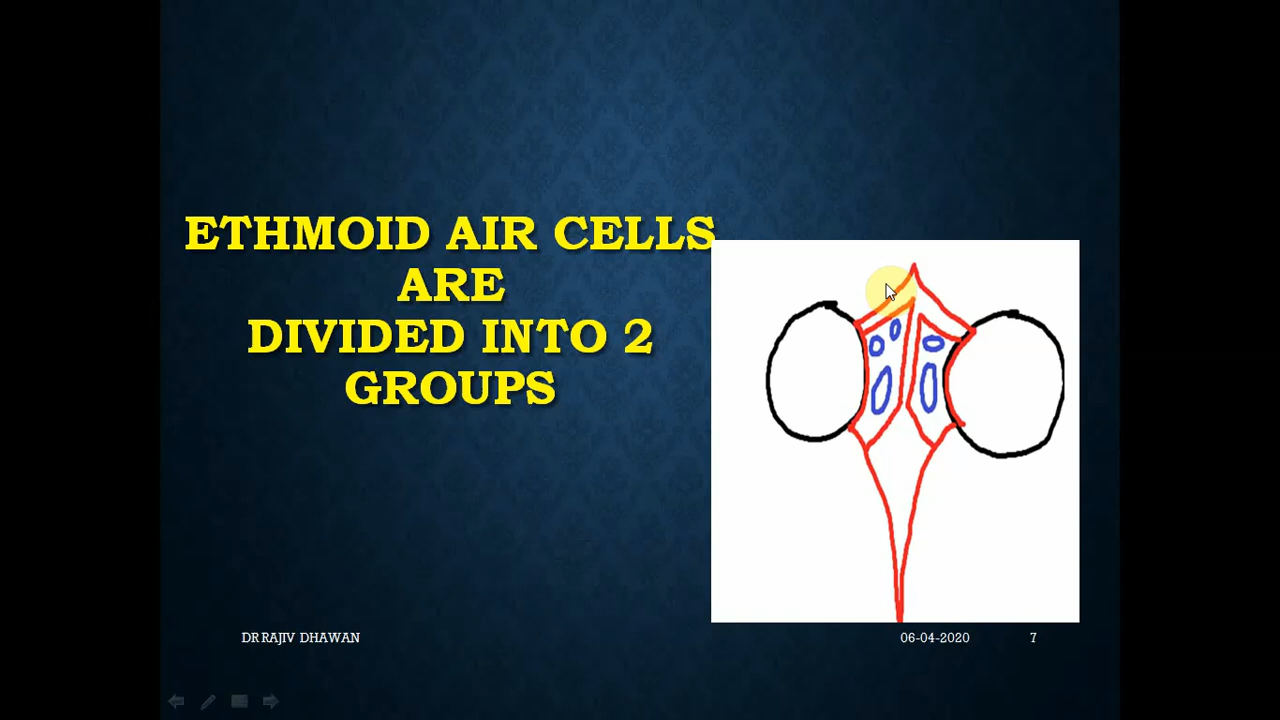 ETHMOID AIR CELLS
ARE
DIVIDED INTO 2
GROUPS
DR RAJIV DHAWAN
06-04-2020
7